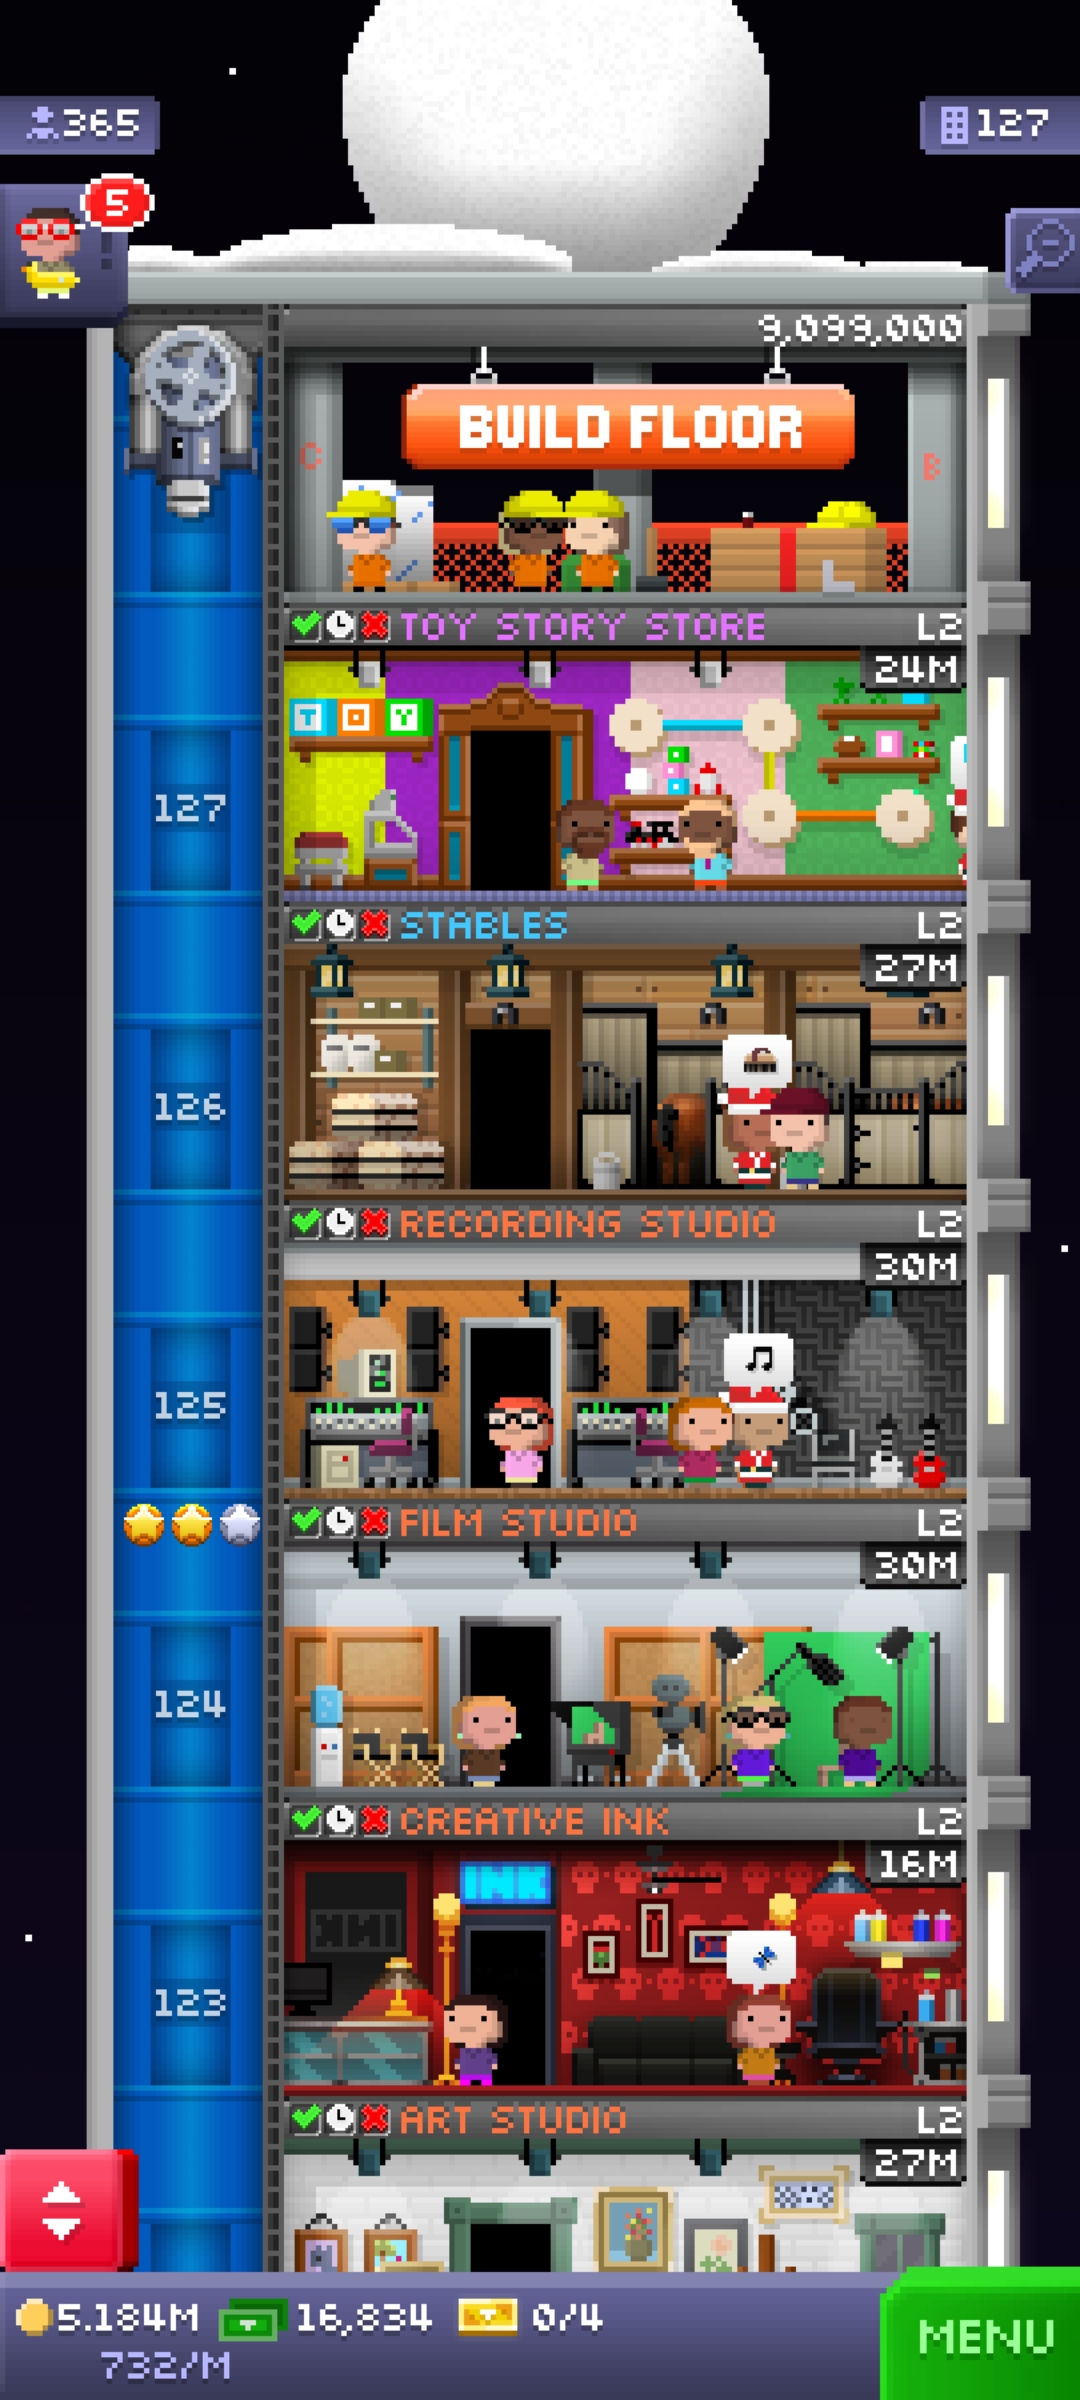 365
127
5
9,099,000
BUILD FLOOR
C
B
TOY STORY STORE L2
24M
TOY
127
STABLES L2
27M
126
RECORDING STUDIO L2
30M
125
FILM STUDIO L2
30M
124
CREATIVE INK L2
16M
INK
123
ART STUDIO L2
27M
5.184M 16,834 0/4
732/M
MENU